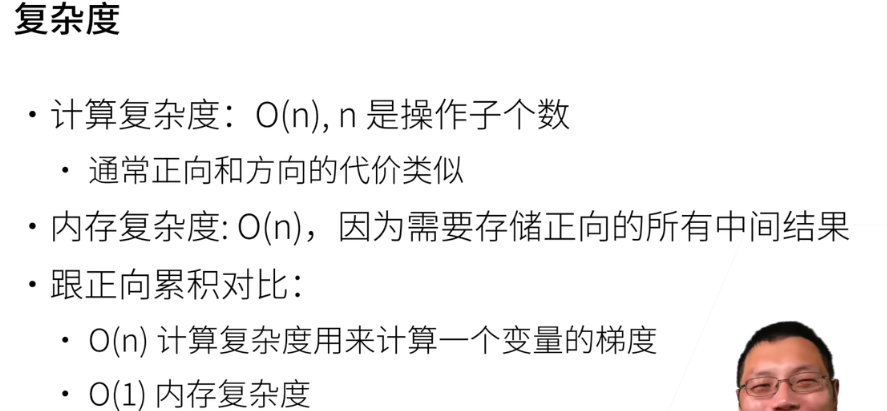 复杂度
• 计算复杂度：O(n), n 是操作子个数
• 通常正向和方向的代价类似
• 内存复杂度: O(n)，因为需要存储正向的所有中间结果
• 跟正向累积对比：
• O(n) 计算复杂度用来计算一个变量的梯度
• O(1) 内存复杂度